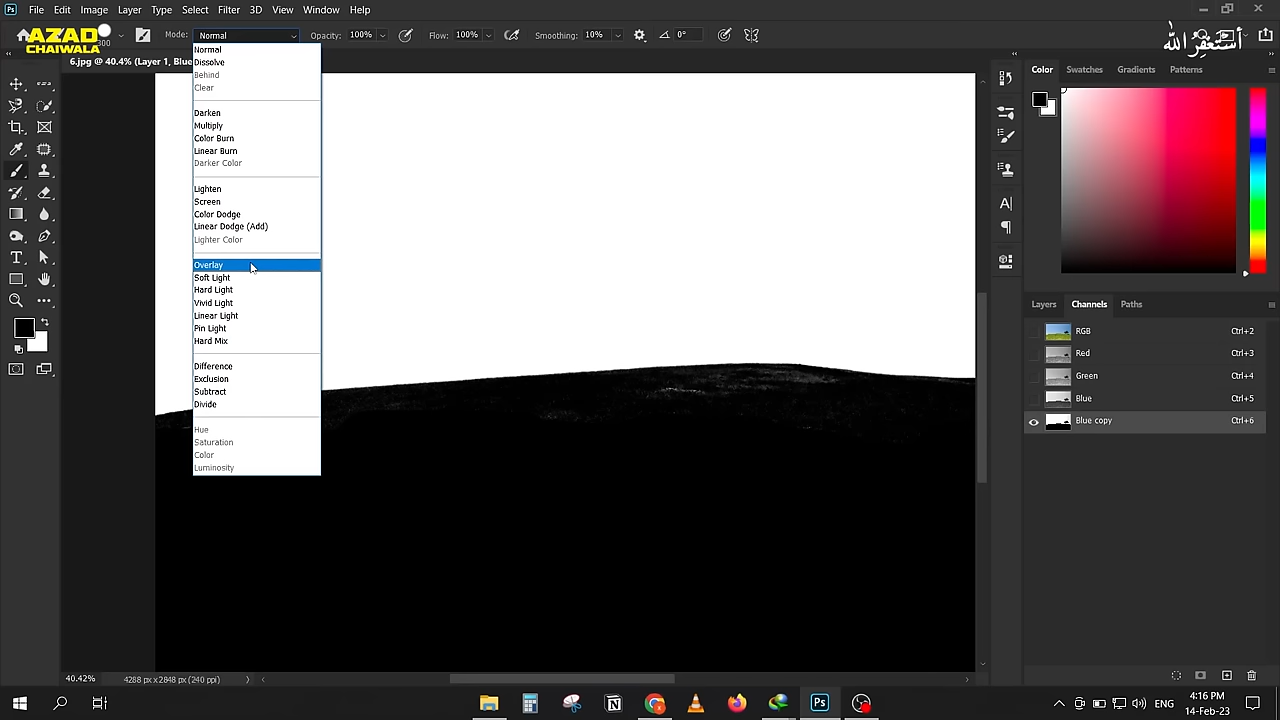 Ps File Edit Image Layer Type Select Filter 3D View Window Help
AZAD
CHAIWALA
300
Mode: Normal Opacity: 100% Flow: 100% Smoothing: 10% 0°
أستغفر الله
6.jpg @ 40.4% (Layer 1, Blue
Normal
Dissolve
Behind
Clear
Darken
Multiply
Color Burn
Linear Burn
Darker Color
Lighten
Screen
Color Dodge
Linear Dodge (Add)
Lighter Color
Overlay
Soft Light
Hard Light
Vivid Light
Linear Light
Pin Light
Hard Mix
Difference
Exclusion
Subtract
Divide
Hue
Saturation
Color
Luminosity
Color Swatches Gradients Patterns
Layers Channels Paths
RGB Ctrl+2
Red Ctrl+3
Green Ctrl+4
Blue Ctrl+5
Blue copy Ctrl+6
40.42% 4288 px x 2848 px (240 ppi)
Ps
ENG
4:16 PM
14-Feb-23